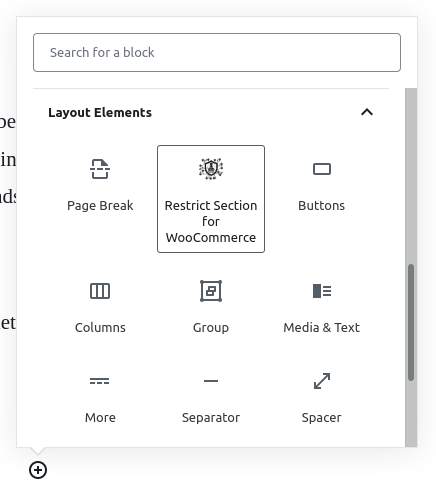 Search for a block
Layout Elements
be
in
nds
et
Page Break
Restrict Section
for
WooCommerce
Buttons
Columns
Group
Media & Text
More
Separator
Spacer